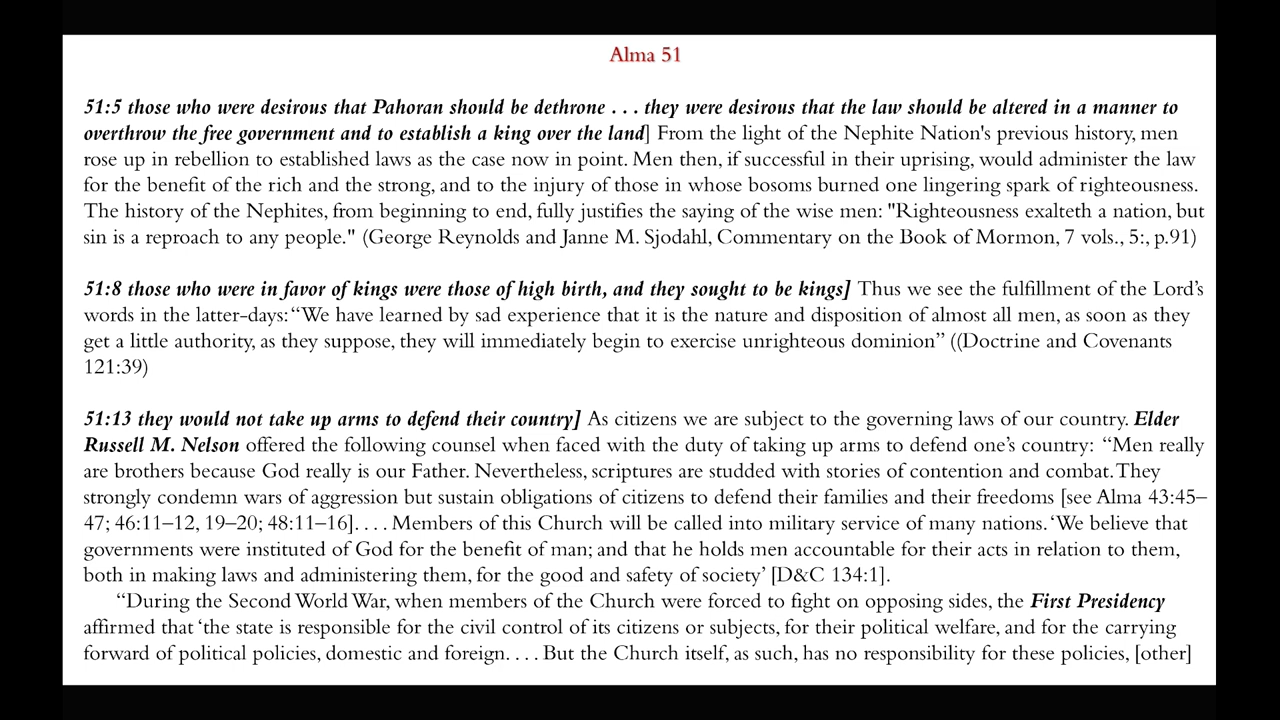 Alma 51
51:5 those who were desirous that Pahoran should be dethrone . . . they were desirous that the law should be altered in a manner to
overthrow the free government and to establish a king over the land] From the light of the Nephite Nation's previous history, men
rose up in rebellion to established laws as the case now in point. Men then, if successful in their uprising, would administer the law
for the benefit of the rich and the strong, and to the injury of those in whose bosoms burned one lingering spark of righteousness.
The history of the Nephites, from beginning to end, fully justifies the saying of the wise men: "Righteousness exalteth a nation, but
sin is a reproach to any people." (George Reynolds and Janne M. Sjodahl, Commentary on the Book of Mormon, 7 vols., 5:, p.91)
51:8 those who were in favor of kings were those of high birth, and they sought to be kings] Thus we see the fulfillment of the Lord’s
words in the latter-days: “We have learned by sad experience that it is the nature and disposition of almost all men, as soon as they
get a little authority, as they suppose, they will immediately begin to exercise unrighteous dominion” ((Doctrine and Covenants
121:39)
51:13 they would not take up arms to defend their country] As citizens we are subject to the governing laws of our country. Elder
Russell M. Nelson offered the following counsel when faced with the duty of taking up arms to defend one’s country: “Men really
are brothers because God really is our Father. Nevertheless, scriptures are studded with stories of contention and combat. They
strongly condemn wars of aggression but sustain obligations of citizens to defend their families and their freedoms [see Alma 43:45–
47; 46:11–12, 19–20; 48:11–16]. . . . Members of this Church will be called into military service of many nations. ‘We believe that
governments were instituted of God for the benefit of man; and that he holds men accountable for their acts in relation to them,
both in making laws and administering them, for the good and safety of society’ [D&C 134:1].
“During the Second World War, when members of the Church were forced to fight on opposing sides, the First Presidency
affirmed that ‘the state is responsible for the civil control of its citizens or subjects, for their political welfare, and for the carrying
forward of political policies, domestic and foreign. . . . But the Church itself, as such, has no responsibility for these policies, [other]